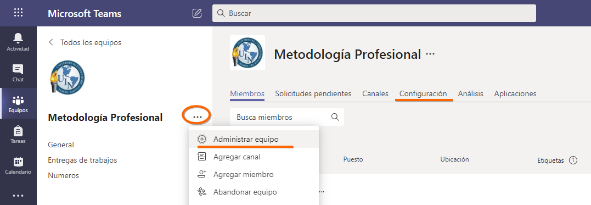 Microsoft Teams
Buscar
Actividad
Chat
Equipos
Tareas
Calendario
Todos los equipos
Metodología Profesional
General
Entregas de trabajos
Numeros
Administrar equipo
Agregar canal
Agregar miembro
Abandonar equipo
Metodología Profesional
Miembros Solicitudes pendientes Canales Configuración Análisis Aplicaciones
Busca miembros
Puesto Ubicación Etiquetas